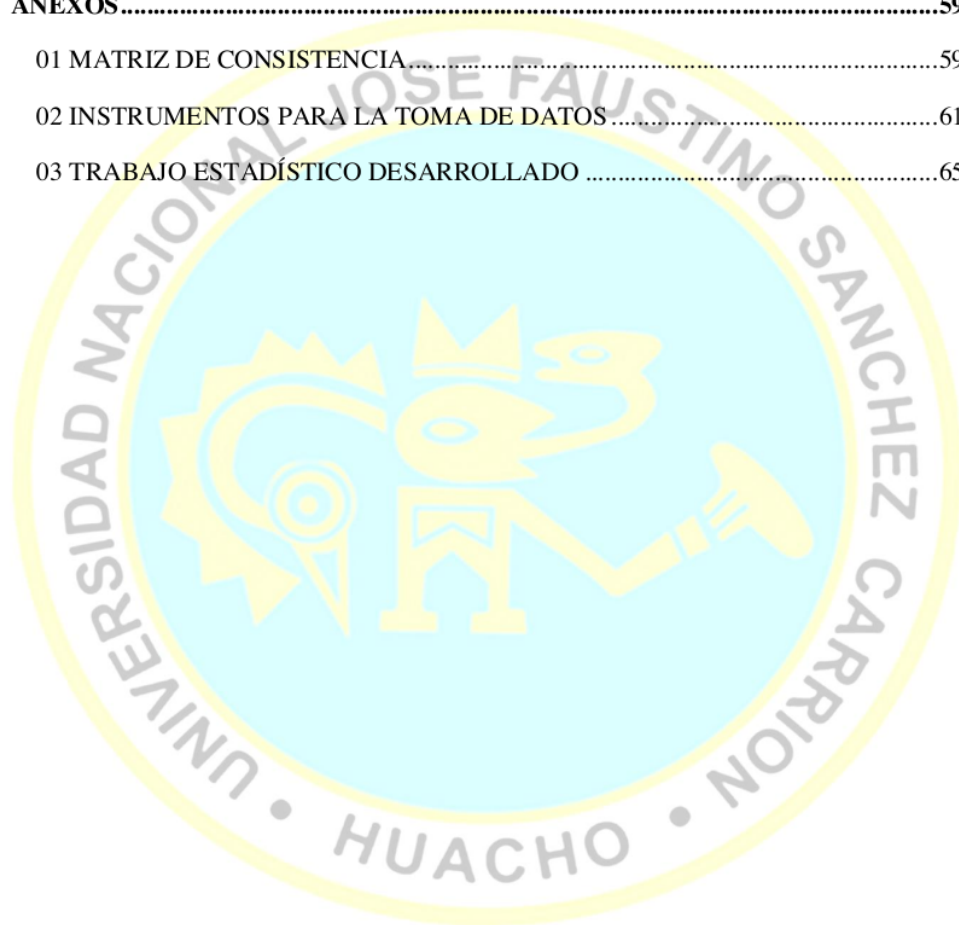 ANEXOS.....59
01 MATRIZ DE CONSISTENCIA.....59
02 INSTRUMENTOS PARA LA TOMA DE DATOS.....61
03 TRABAJO ESTADÍSTICO DESARROLLADO.....65
UNIVERSIDAD NACIONAL JOSE FAUSTINO SANCHEZ CARRION
• HUACHO •